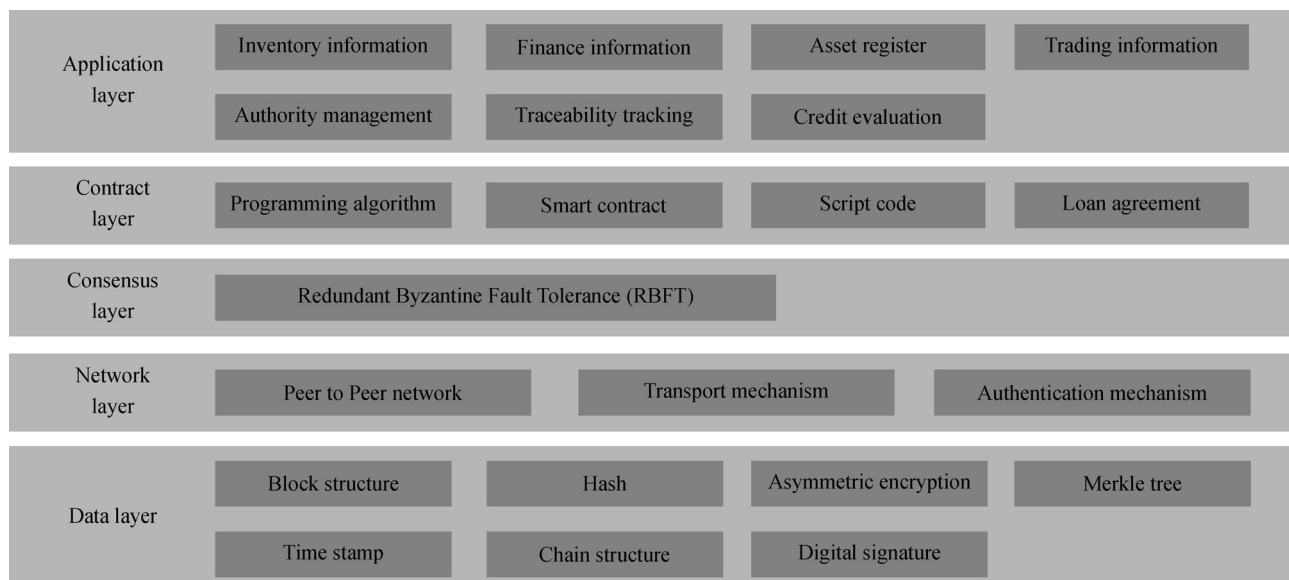 Application
layer
Inventory information
Finance information
Asset register
Trading information
Authority management
Traceability tracking
Credit evaluation
Contract
layer
Programming algorithm
Smart contract
Script code
Loan agreement
Consensus
layer
Redundant Byzantine Fault Tolerance (RBFT)
Network
layer
Peer to Peer network
Transport mechanism
Authentication mechanism
Data layer
Block structure
Hash
Asymmetric encryption
Merkle tree
Time stamp
Chain structure
Digital signature